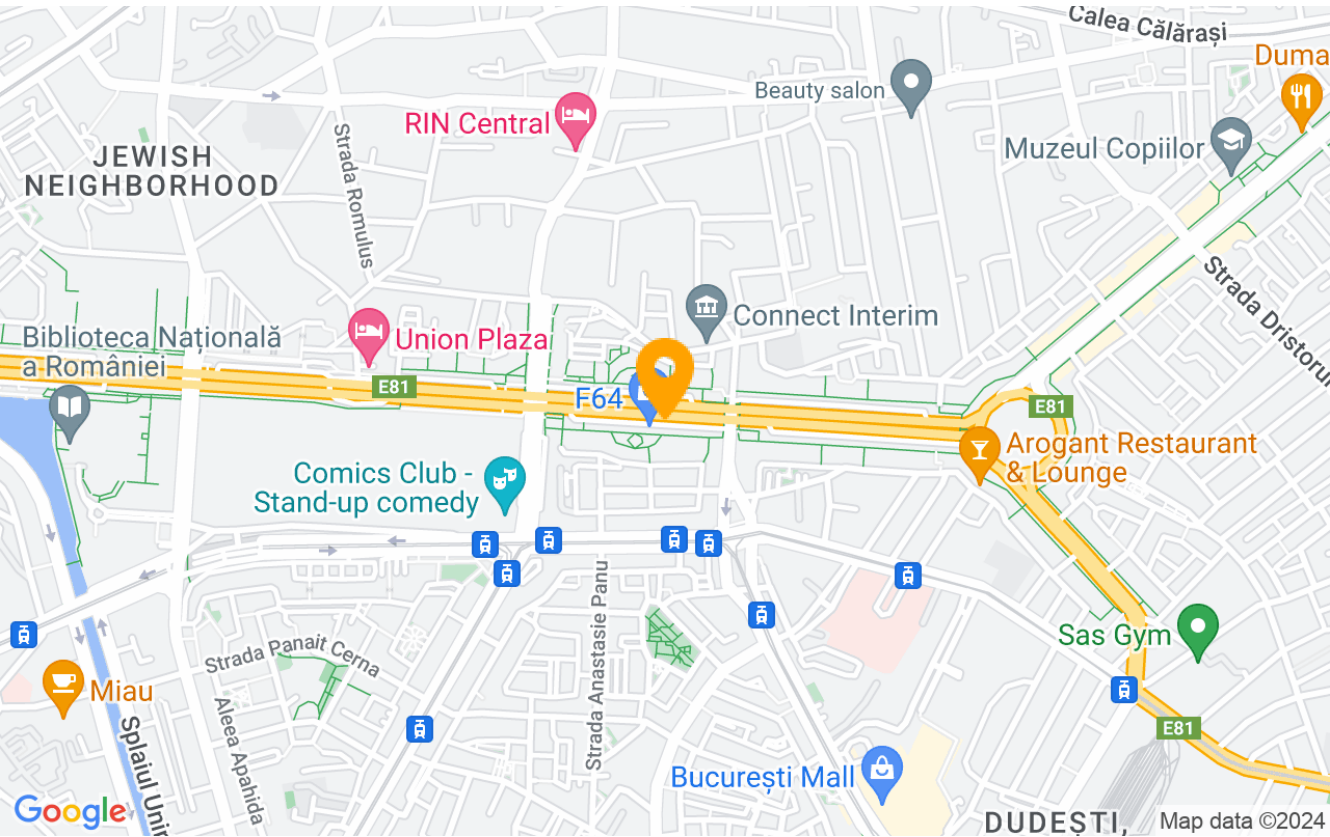 Calea Călărași
Duma
Beauty salon
RIN Central
Muzeul Copiilor
JEWISH
NEIGHBORHOOD
Strada Romulus
Strada Dristorul
Connect Interim
Biblioteca Națională
a României
Union Plaza
E81
F64
E81
Arogant Restaurant
& Lounge
Comics Club -
Stand-up comedy
Strada Anastasie Panu
Sas Gym
Strada Panait Cerna
Miau
Aleea Apahida
Splaiul Unir
E81
București Mall
Google
DUDEȘTI
Map data ©2024